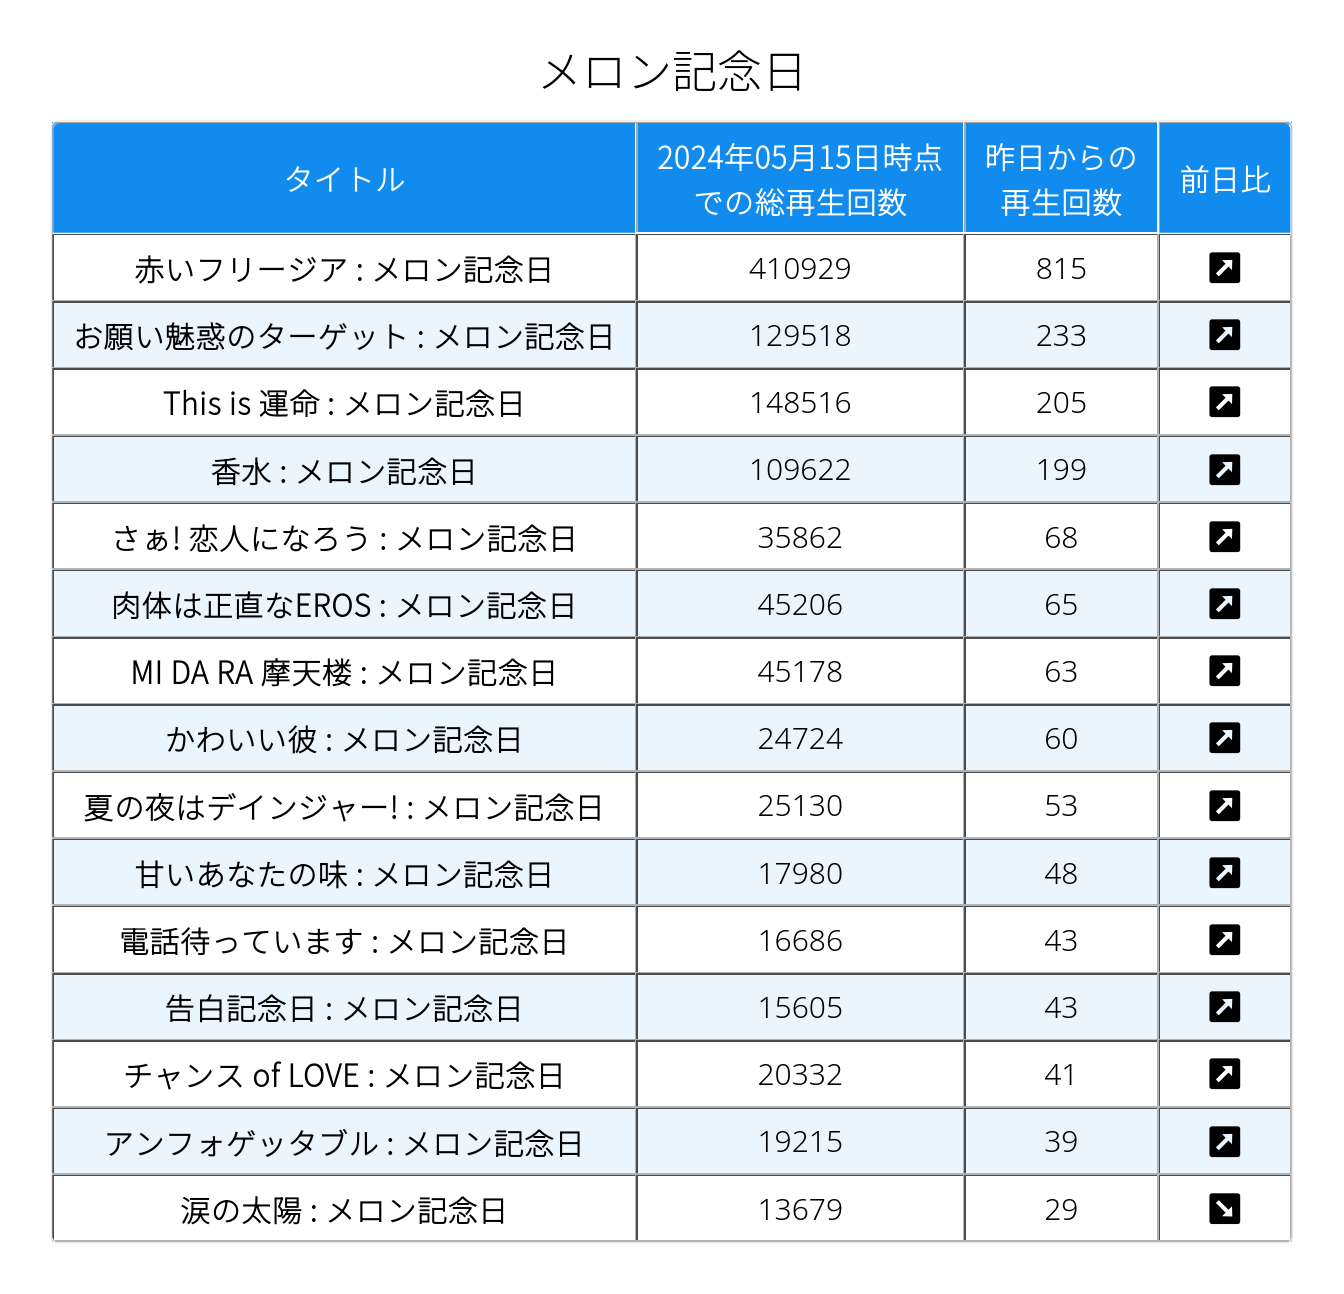 メロン記念日
タイトル
2024年05月15日時点
での総再生回数
昨日からの
再生回数
前日比
赤いフリージア : メロン記念日 410929 815
お願い魅惑のターゲット : メロン記念日 129518 233
This is 運命 : メロン記念日 148516 205
香水 : メロン記念日 109622 199
さぁ! 恋人になろう : メロン記念日 35862 68
肉体は正直なEROS : メロン記念日 45206 65
MI DA RA 摩天楼 : メロン記念日 45178 63
かわいい彼 : メロン記念日 24724 60
夏の夜はデインジャー! : メロン記念日 25130 53
甘いあなたの味 : メロン記念日 17980 48
電話待っています : メロン記念日 16686 43
告白記念日 : メロン記念日 15605 43
チャンス of LOVE : メロン記念日 20332 41
アンフォゲッタブル : メロン記念日 19215 39
涙の太陽 : メロン記念日 13679 29